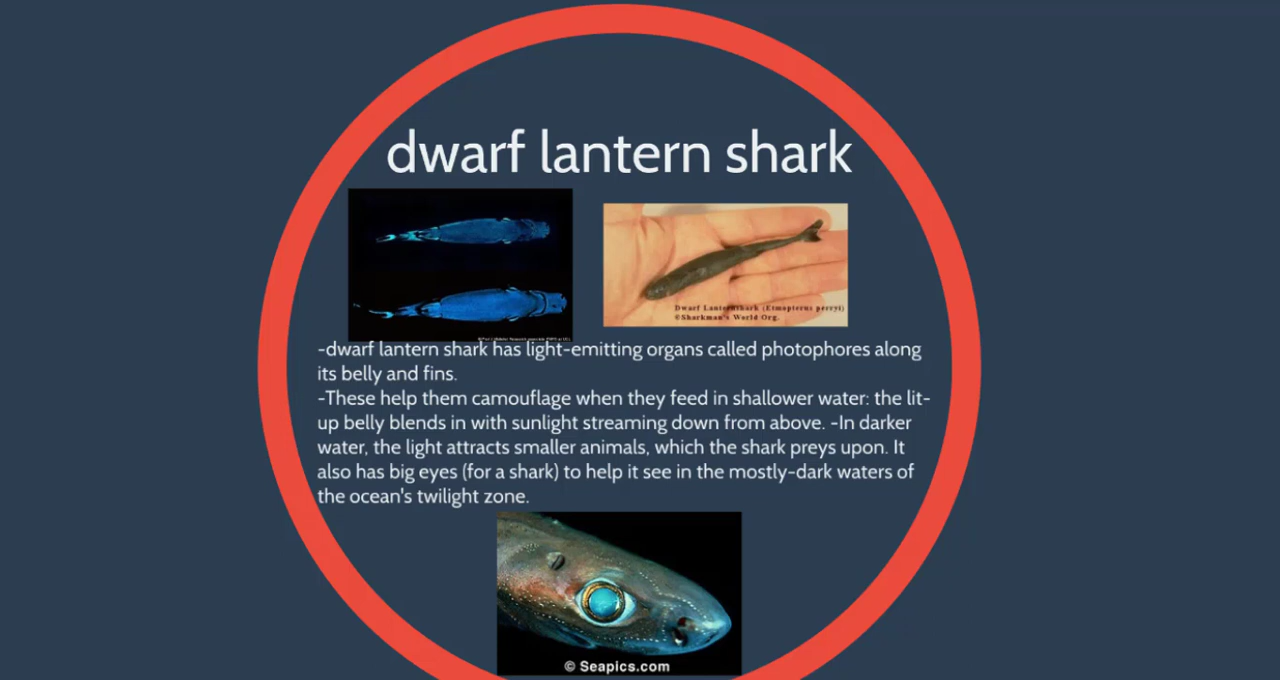 dwarf lantern shark
Dwarf Lanternshark (Etmopterus perryi)
©Sharkman's World Org.
-dwarf lantern shark has light-emitting organs called photophores along
its belly and fins.
-These help them camouflage when they feed in shallower water: the lit-
up belly blends in with sunlight streaming down from above. -In darker
water, the light attracts smaller animals, which the shark preys upon. It
also has big eyes (for a shark) to help it see in the mostly-dark waters of
the ocean's twilight zone.
© Seapics.com